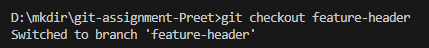 D:\mkdir\git-assignment-Preet>git checkout feature-header
Switched to branch 'feature-header'